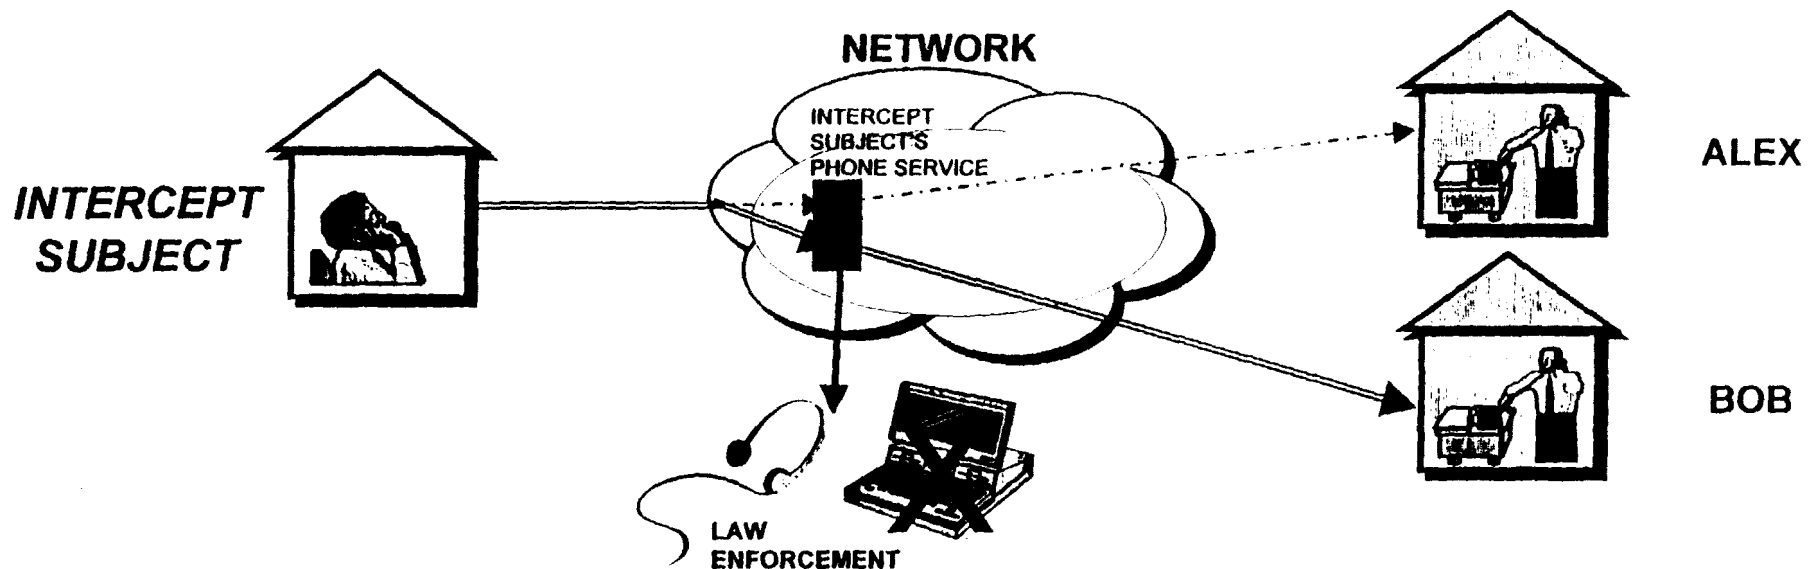 NETWORK
INTERCEPT
SUBJECT'S
PHONE SERVICE
INTERCEPT
SUBJECT
ALEX
BOB
LAW
ENFORCEMENT